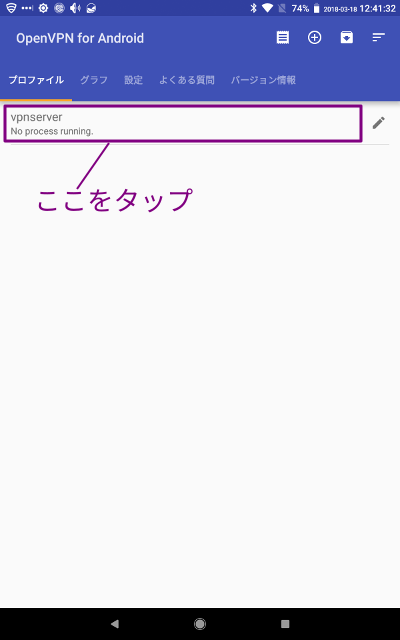 74% 2018-03-18 12:41:32
OpenVPN for Android
プロファイル グラフ 設定 よくある質問 バージョン情報
vpnserver
No process running.
ここをタップ